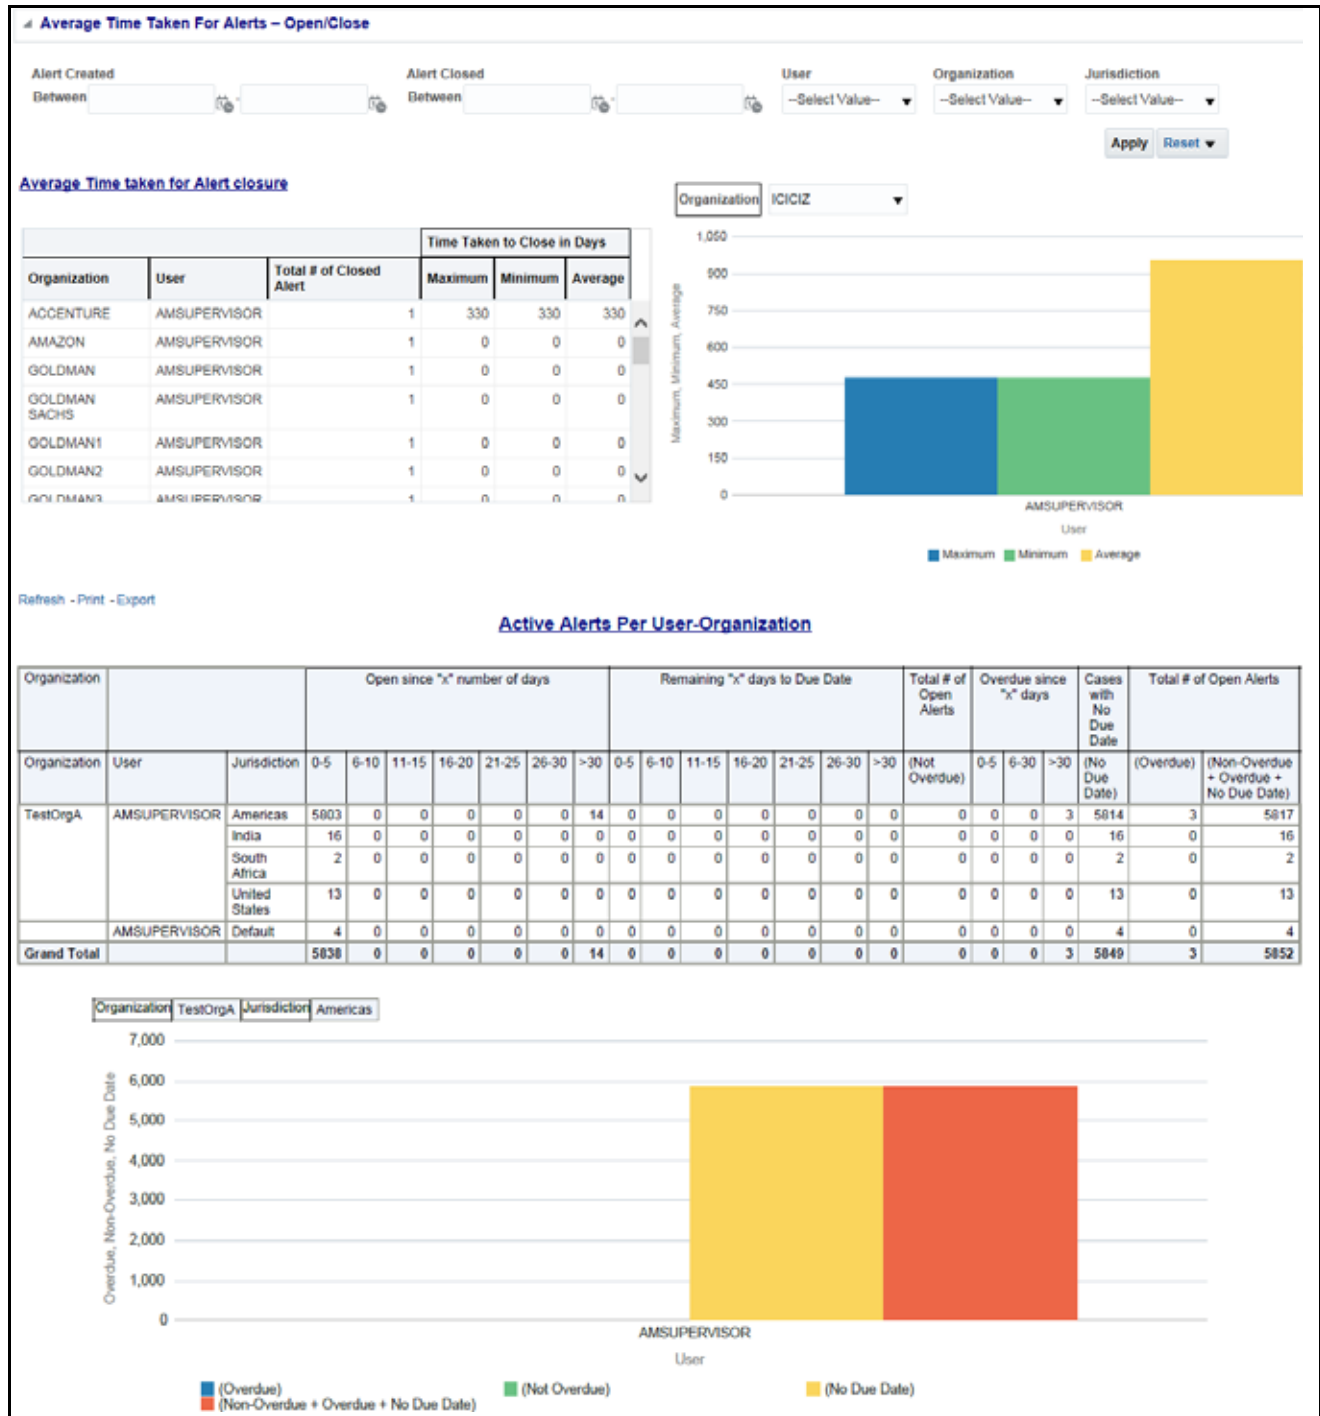 Average Time Taken For Alerts – Open/Close
Alert Created Alert Closed User Organization Jurisdiction
Between - Between - --Select Value-- --Select Value-- --Select Value--
Apply Reset
Average Time taken for Alert closure
Organization ICICIZ
Time Taken to Close in Days
Organization User Total # of Closed Alert Maximum Minimum Average
ACCENTURE AMSUPERVISOR 1 330 330 330
AMAZON AMSUPERVISOR 1 0 0 0
GOLDMAN AMSUPERVISOR 1 0 0 0
GOLDMAN SACHS AMSUPERVISOR 1 0 0 0
GOLDMAN1 AMSUPERVISOR 1 0 0 0
GOLDMAN2 AMSUPERVISOR 1 0 0 0
GOLDMAN3 AMSUPERVISOR 1 0 0 0
Maximum, Minimum, Average
1,050
900
750
600
450
300
150
0
AMSUPERVISOR
User
Maximum Minimum Average
Refresh - Print - Export
Active Alerts Per User-Organization
Organization Open since "x" number of days Remaining "x" days to Due Date Total # of Open Alerts Overdue since "x" days Cases with No Due Date Total # of Open Alerts
Organization User Jurisdiction 0-5 6-10 11-15 16-20 21-25 26-30 >30 0-5 6-10 11-15 16-20 21-25 26-30 >30 (Not Overdue) 0-5 6-30 >30 (No Due Date) (Overdue) (Non-Overdue + Overdue + No Due Date)
TestOrgA AMSUPERVISOR Americas 5803 0 0 0 0 0 14 0 0 0 0 0 0 0 0 0 0 3 5814 3 5817
India 16 0 0 0 0 0 0 0 0 0 0 0 0 0 0 0 0 0 16 0 16
South Africa 2 0 0 0 0 0 0 0 0 0 0 0 0 0 0 0 0 0 2 0 2
United States 13 0 0 0 0 0 0 0 0 0 0 0 0 0 0 0 0 0 13 0 13
AMSUPERVISOR Default 4 0 0 0 0 0 0 0 0 0 0 0 0 0 0 0 0 0 4 0 4
Grand Total 5838 0 0 0 0 0 14 0 0 0 0 0 0 0 0 0 0 3 5849 3 5852
Organization TestOrgA Jurisdiction Americas
Overdue, Non-Overdue, No Due Date
7,000
6,000
5,000
4,000
3,000
2,000
1,000
0
AMSUPERVISOR
User
(Overdue) (Not Overdue) (No Due Date)
(Non-Overdue + Overdue + No Due Date)